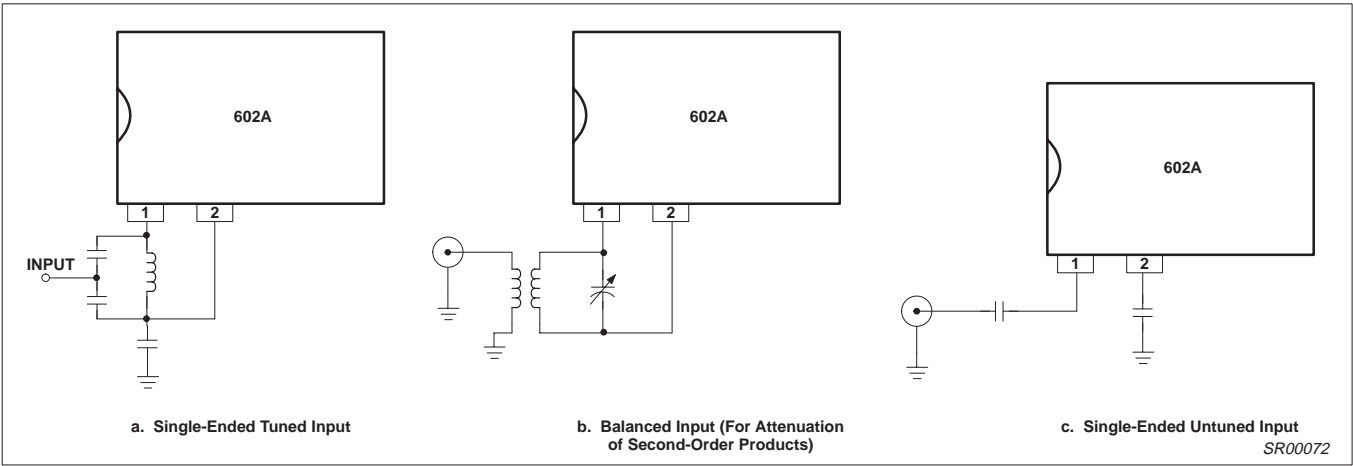 602A
1 2
INPUT
a. Single-Ended Tuned Input
602A
1 2
b. Balanced Input (For Attenuation
of Second-Order Products)
602A
1 2
c. Single-Ended Untuned Input
SR00072